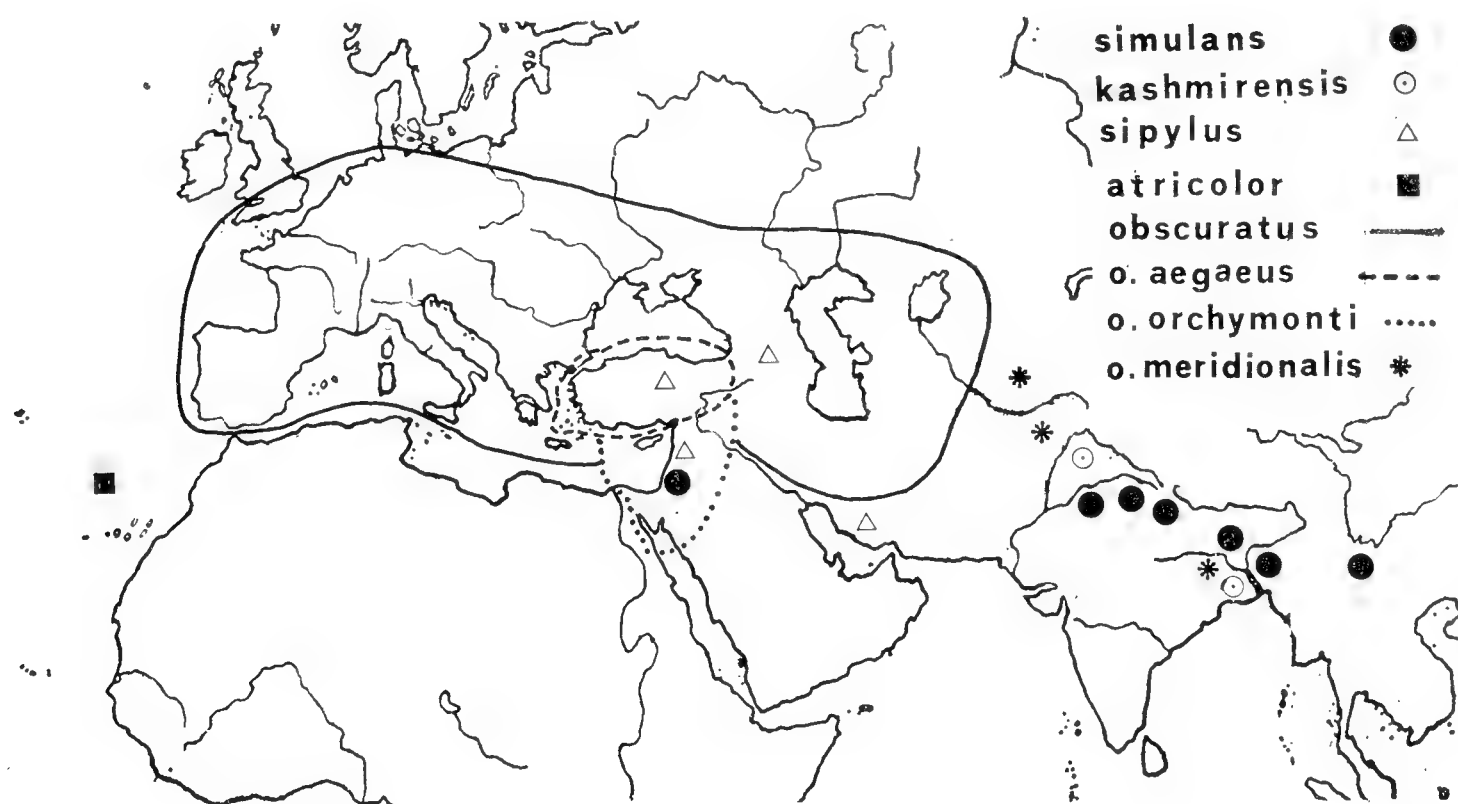 simulans
kashmirensis
sipylus
atricolor
obscuratus
o. aegaeus
o. orchymonti
o. meridionalis